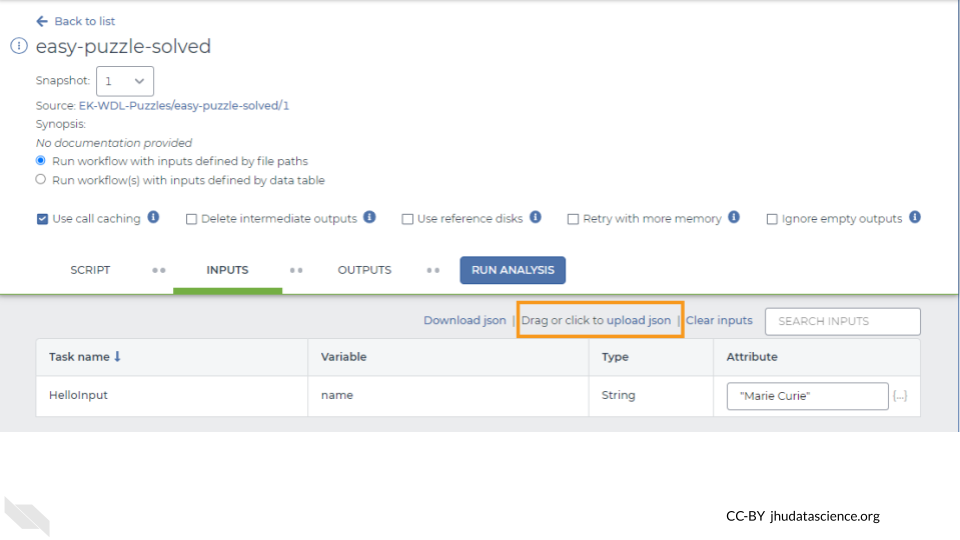 Back to list
easy-puzzle-solved
Snapshot: 1
Source: EK-WDL-Puzzles/easy-puzzle-solved/1
Synopsis:
No documentation provided
Run workflow with inputs defined by file paths
Run workflow(s) with inputs defined by data table
Use call caching Delete intermediate outputs Use reference disks Retry with more memory Ignore empty outputs
SCRIPT INPUTS OUTPUTS RUN ANALYSIS
Download json | Drag or click to upload json | Clear inputs SEARCH INPUTS
Task name ↓ Variable Type Attribute
HelloInput name String "Marie Curie" {...}
CC-BY jhudatascience.org